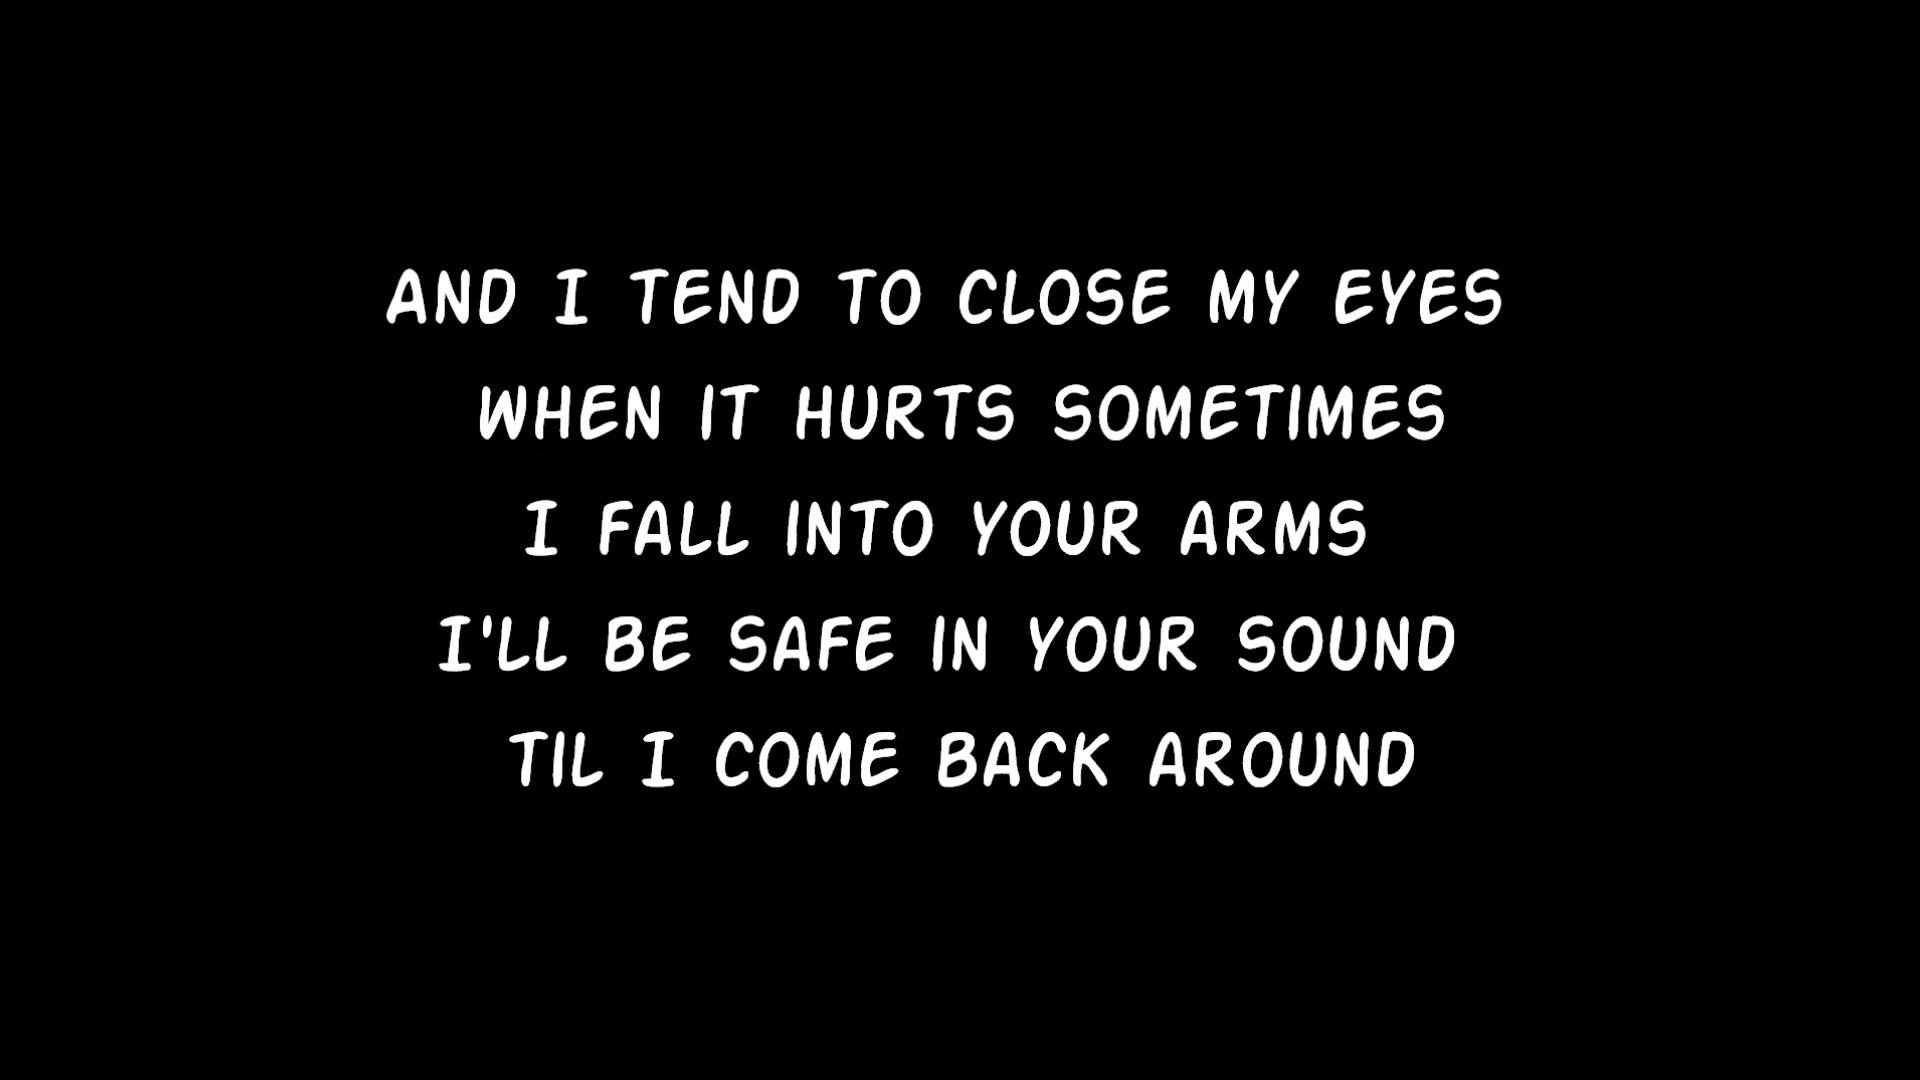 AND I TEND TO CLOSE MY EYES
WHEN IT HURTS SOMETIMES
I FALL INTO YOUR ARMS
I'LL BE SAFE IN YOUR SOUND
TIL I COME BACK AROUND